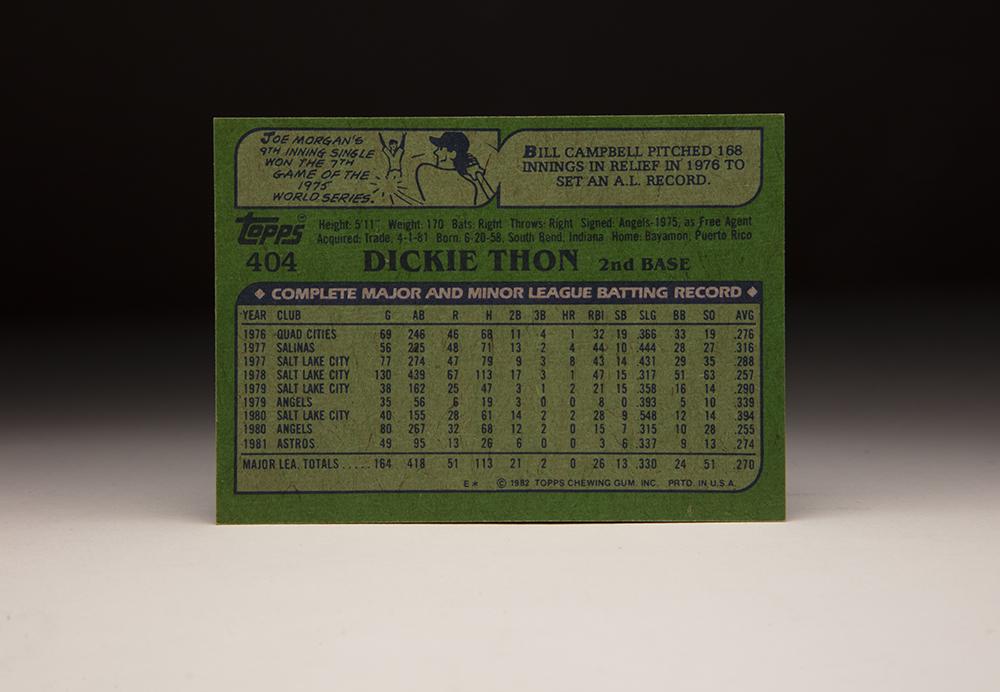 JOE MORGAN'S
9TH INNING SINGLE
WON THE 7TH
GAME OF THE
1975
WORLD SERIES.
BILL CAMPBELL PITCHED 168
INNINGS IN RELIEF IN 1976 TO
SET AN A.L. RECORD.
Topps®
Height: 5'11" Weight: 170 Bats: Right Throws: Right Signed: Angels-1975, as Free Agent
Acquired: Trade, 4-1-81 Born: 6-20-58, South Bend, Indiana Home: Bayamon, Puerto Rico
404 DICKIE THON 2nd BASE
◆ COMPLETE MAJOR AND MINOR LEAGUE BATTING RECORD ◆
YEAR CLUB G AB R H 2B 3B HR RBI SB SLG BB SO AVG
1976 QUAD CITIES 69 246 46 68 11 4 1 32 19 .366 33 19 .276
1977 SALINAS 56 225 48 71 13 2 4 44 10 .444 28 27 .316
1977 SALT LAKE CITY 77 274 47 79 9 3 8 43 14 .431 29 35 .288
1978 SALT LAKE CITY 130 439 67 113 17 3 1 47 15 .317 51 63 .257
1979 SALT LAKE CITY 38 162 25 47 3 1 2 21 15 .358 16 14 .290
1979 ANGELS 35 56 6 19 3 0 0 8 0 .393 5 10 .339
1980 SALT LAKE CITY 40 155 28 61 14 2 2 28 9 .548 12 14 .394
1980 ANGELS 80 267 32 68 12 2 0 15 7 .315 10 28 .255
1981 ASTROS 49 95 13 26 6 0 0 3 6 .337 9 13 .274
MAJOR LEA. TOTALS ..... 164 418 51 113 21 2 0 26 13 .330 24 51 .270
E* © 1982 TOPPS CHEWING GUM, INC. PRTD. IN U.S.A.